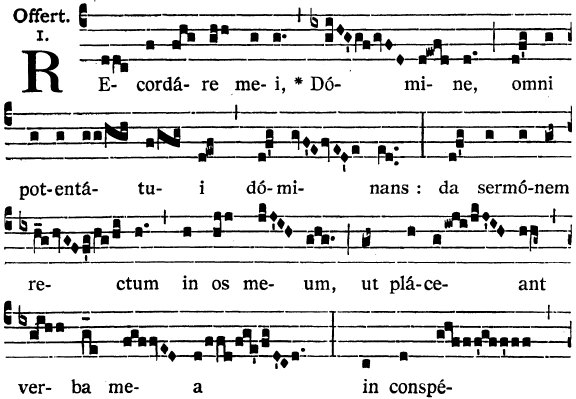 Offert.
I.
RE- cordá- re me- i, * Dó- mi- ne, omni
pot-entá- tu- i dó-mi- nans : da sermó-nem
re- ctum in os me- um, ut plá-ce- ant
ver- ba me- a in conspé-